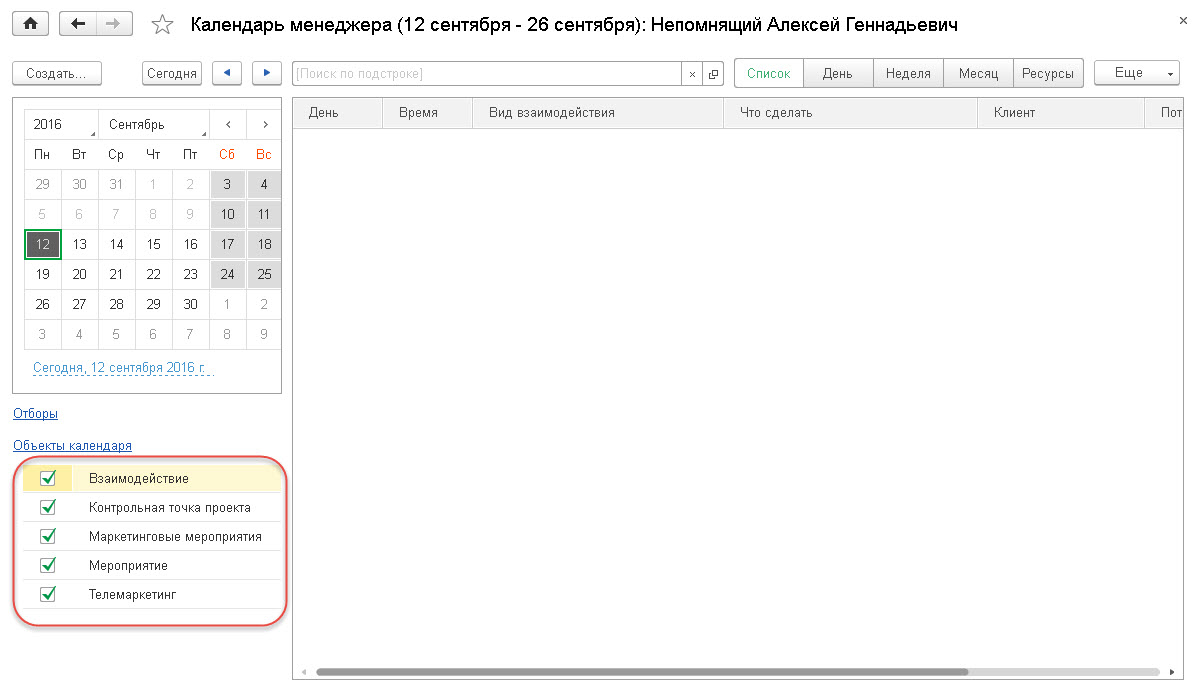 Календарь менеджера (12 сентября - 26 сентября): Непомнящий Алексей Геннадьевич
Создать... Сегодня [Поиск по подстроке] Список День Неделя Месяц Ресурсы Еще
День Время Вид взаимодействия Что сделать Клиент Пот
2016 Сентябрь
Пн Вт Ср Чт Пт Сб Вс
29 30 31 1 2 3 4
5 6 7 8 9 10 11
12 13 14 15 16 17 18
19 20 21 22 23 24 25
26 27 28 29 30 1 2
3 4 5 6 7 8 9
Сегодня, 12 сентября 2016 г.
Отборы
Объекты календаря
Взаимодействие
Контрольная точка проекта
Маркетинговые мероприятия
Мероприятие
Телемаркетинг